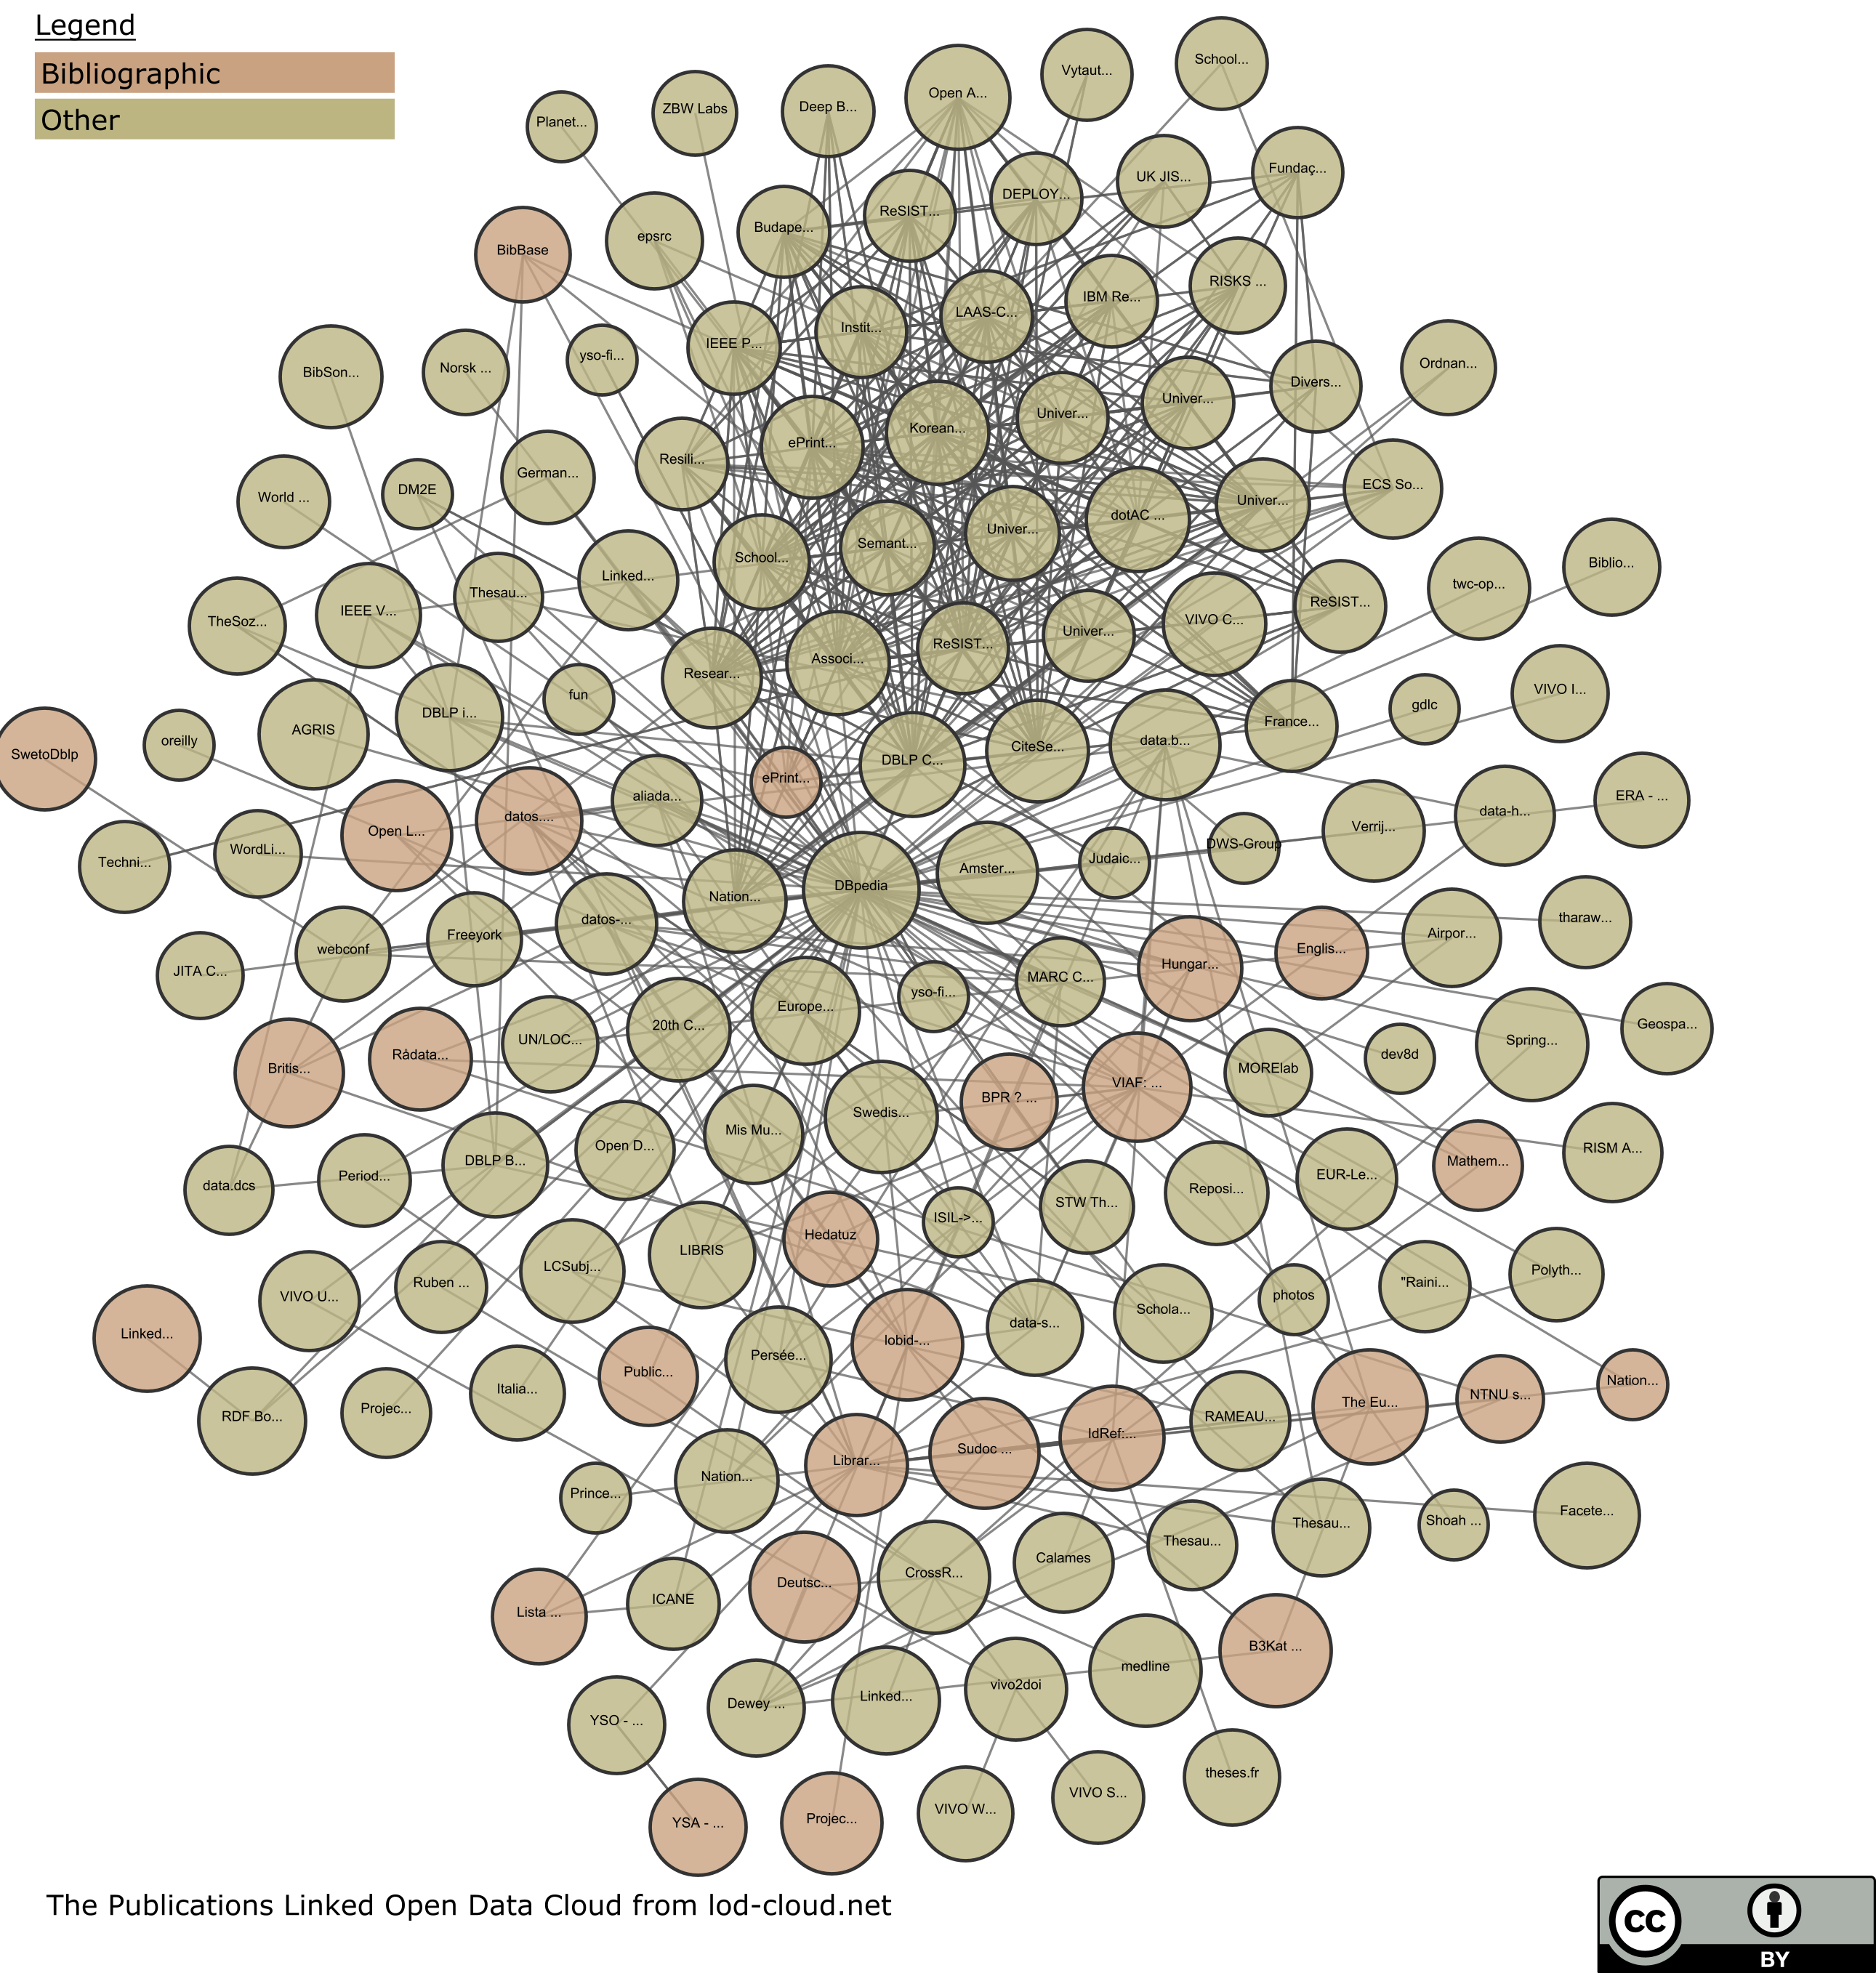 Legend
Bibliographic
Other
School...
Vytaut...
Open A...
Deep B...
ZBW Labs
Planet...
Fundaç...
UK JIS...
DEPLOY...
ReSIST...
Budape...
epsrc
BibBase
RISKS ...
IBM Re...
LAAS-C...
Instit...
IEEE P...
yso-fi...
Norsk ...
BibSon...
Ordnan...
Divers...
Univer...
Univer...
Korean...
ePrint...
Resili...
German...
DM2E
World ...
ECS So...
Univer...
dotAC ...
Univer...
Semant...
School...
Linked...
Thesau...
IEEE V...
TheSoz...
Biblio...
twc-op...
ReSIST...
VIVO C...
Univer...
ReSIST...
Associ...
Resear...
fun
DBLP i...
AGRIS
oreilly
SwetoDblp
VIVO I...
gdlc
France...
data.b...
CiteSe...
DBLP C...
ePrint...
aliada...
datos....
Open L...
WordLi...
Techni...
ERA - ...
data-h...
Verrij...
DWS-Group
Judaic...
Amster...
DBpedia
Nation...
datos-...
Freeyork
webconf
JITA C...
tharaw...
Airpor...
Englis...
Hungar...
MARC C...
yso-fi...
Europe...
20th C...
UN/LOC...
Rådata...
Britis...
Geospa...
Spring...
dev8d
MORElab
VIAF: ...
BPR ? ...
Swedis...
Mis Mu...
Open D...
DBLP B...
Period...
data.dcs
RISM A...
Mathem...
EUR-Le...
Reposi...
STW Th...
ISIL->...
Hedatuz
LIBRIS
LCSubj...
Ruben ...
VIVO U...
Linked...
Polyth...
"Raini...
photos
Schola...
data-s...
lobid-...
Persée...
Public...
Italia...
Projec...
RDF Bo...
Nation...
NTNU s...
The Eu...
RAMEAU...
IdRef:...
Sudoc ...
Librar...
Nation...
Prince...
Facete...
Shoah ...
Thesau...
Thesau...
Calames
CrossR...
Deutsc...
ICANE
Lista ...
B3Kat ...
medline
vivo2doi
Linked...
Dewey ...
YSO - ...
theses.fr
VIVO S...
VIVO W...
Projec...
YSA - ...
The Publications Linked Open Data Cloud from lod-cloud.net
cc
BY